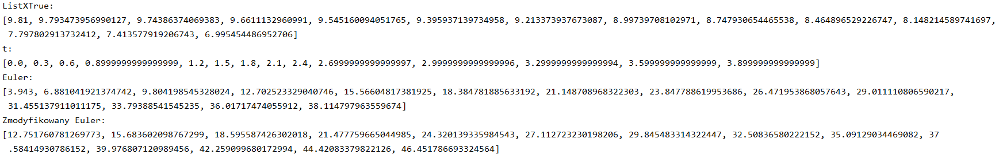 ListXTrue:
[9.81, 9.793473956990127, 9.74386374069383, 9.6611132960991, 9.545160094051765, 9.395937139734958, 9.213373937673087, 8.99739708102971, 8.747930654465538, 8.464896529226747, 8.148214589741697,
7.797802913732412, 7.413577919206743, 6.995454486952706]
t:
[0.0, 0.3, 0.6, 0.8999999999999999, 1.2, 1.5, 1.8, 2.1, 2.4, 2.6999999999999997, 2.9999999999999996, 3.2999999999999994, 3.599999999999999, 3.899999999999999]
Euler:
[3.943, 6.881041921374742, 9.804198545328024, 12.702523329040746, 15.56604817381925, 18.384781885633192, 21.148708968322303, 23.847788619953686, 26.471953868057643, 29.011110806590217,
31.455137911011175, 33.79388541545235, 36.01717474055912, 38.114797963559674]
Zmodyfikowany Euler:
[12.751760781269773, 15.683602098767299, 18.595587426302018, 21.477759665044985, 24.320139335984543, 27.112723230198206, 29.845483314322447, 32.50836580222152, 35.09129034469082, 37
.58414930786152, 39.976807120989456, 42.259099680172994, 44.42083379822126, 46.451786693324564]